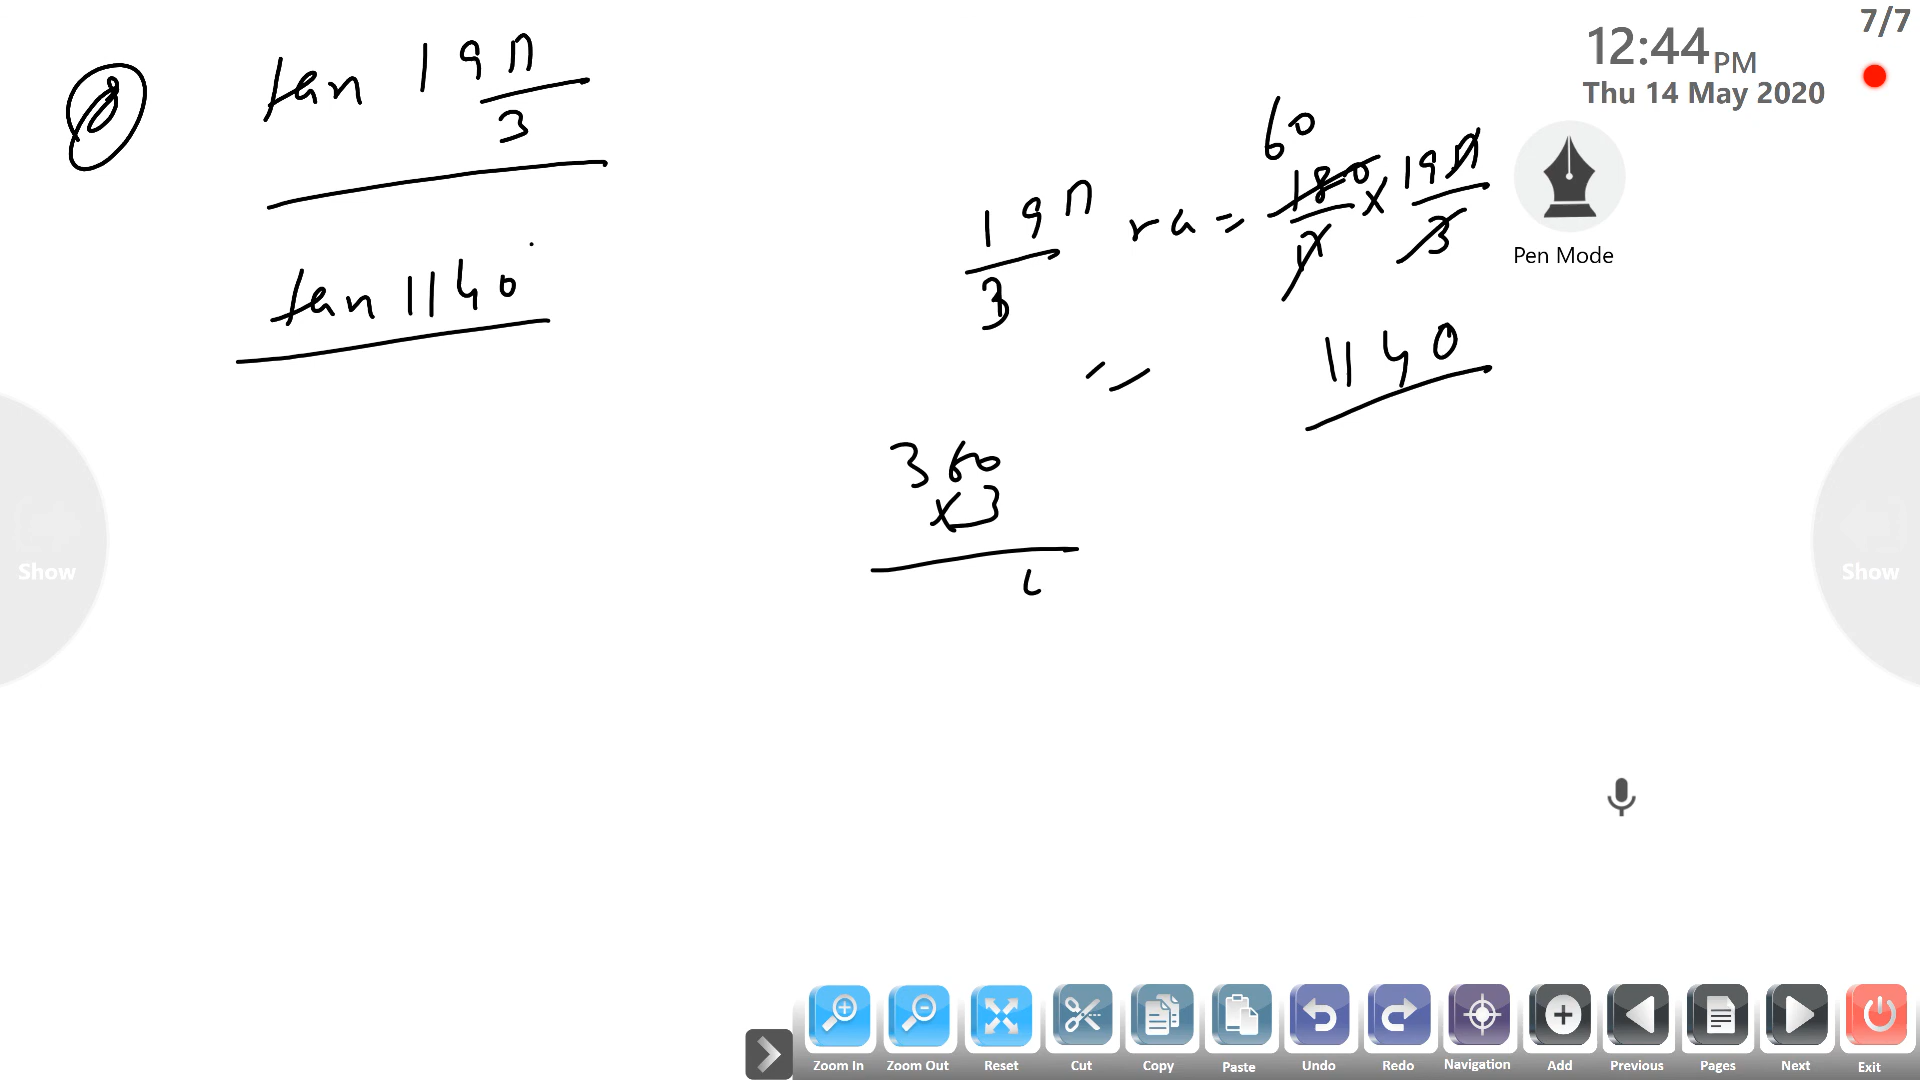 7/7
12:44 PM
Thu 14 May 2020
Pen Mode
8
tan 19π
3
tan 1140°
19π
3
ra =
60
180 × 19π
π 3
= 1140
360
×3
Show
Show
Zoom In Zoom Out Reset Cut Copy Paste Undo Redo Navigation Add Previous Pages Next Exit